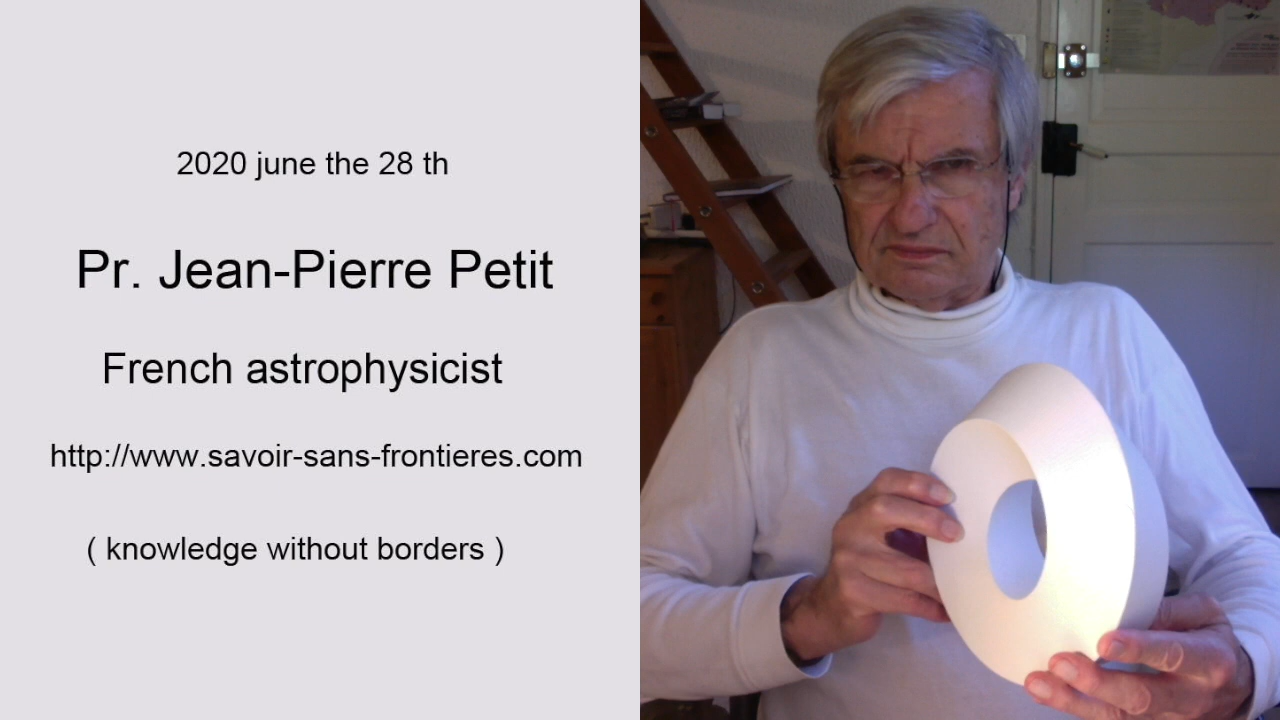 2020 june the 28 th
Pr. Jean-Pierre Petit
French astrophysicist
http://www.savoir-sans-frontieres.com
( knowledge without borders )